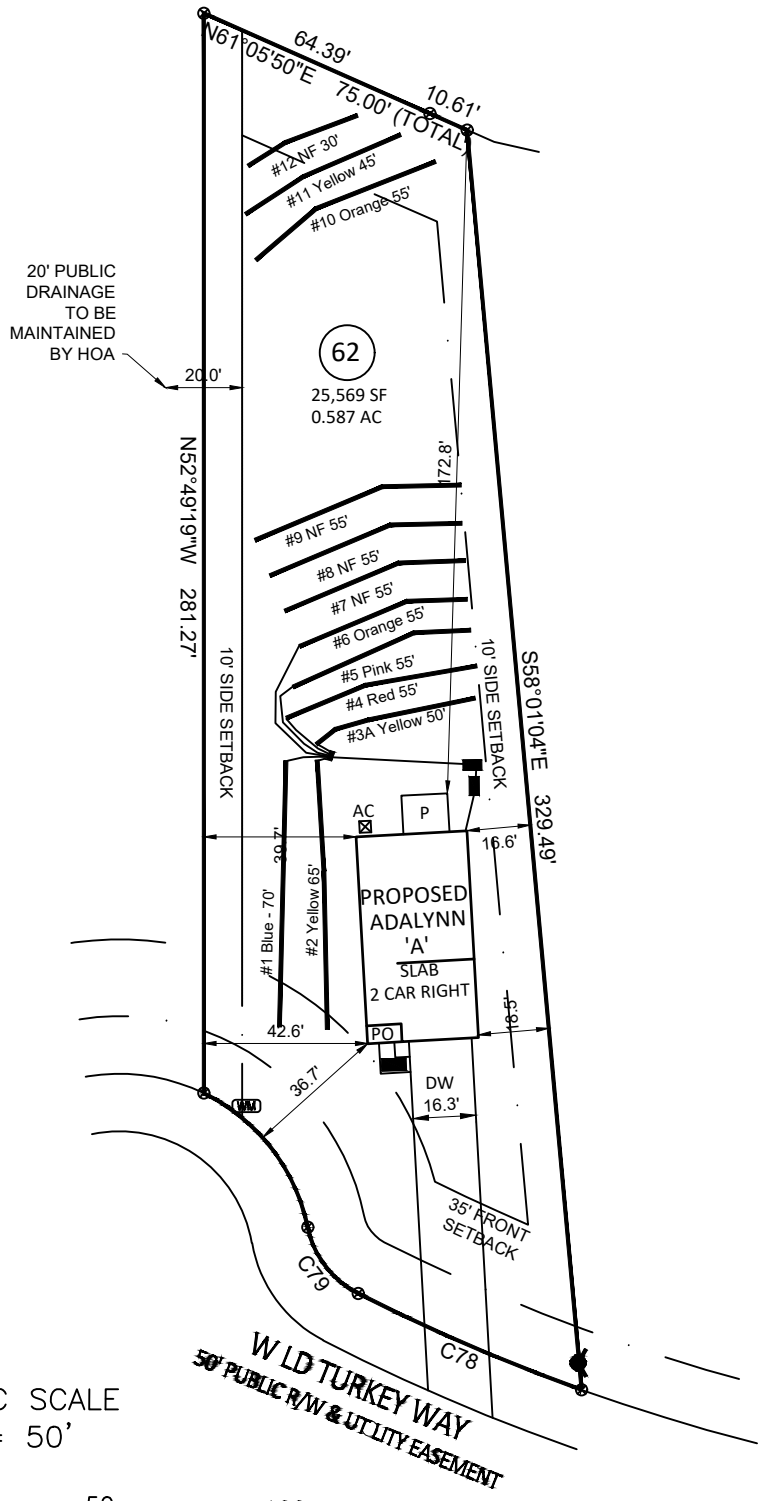 64.39'
N61°05'50"E
75.00' (TOTAL)
10.61'
#12 NF 30'
#11 Yellow 45'
#10 Orange 55'
20' PUBLIC
DRAINAGE
TO BE
MAINTAINED
BY HOA
20.0'
62
25,569 SF
0.587 AC
172.8'
N52°49'19"W 281.27'
#9 NF 55'
#8 NF 55'
#7 NF 55'
#6 Orange 55'
#5 Pink 55'
#4 Red 55'
#3A Yellow 50'
10' SIDE SETBACK
10' SIDE SETBACK
S58°01'04"E 329.49'
AC
P
39.7'
16.6'
#1 Blue - 70'
#2 Yellow 65'
PROPOSED
ADALYNN
'A'
SLAB
2 CAR RIGHT
18.5'
PO
42.6'
36.7'
DW
16.3'
WM
35' FRONT
SETBACK
C79
C78
W LD TURKEY WAY
50' PUBLIC R/W & UT LITY EASEMENT
C SCALE
= 50'